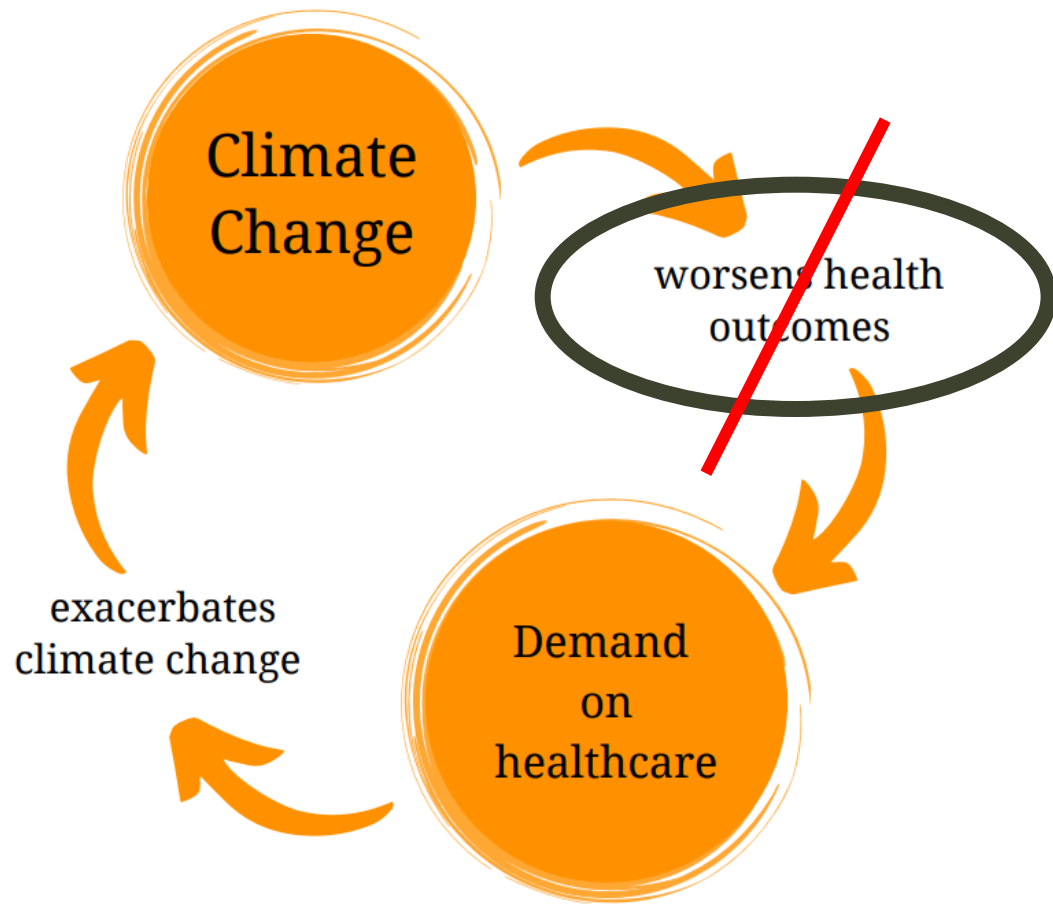 Climate
Change
worsens health
outcomes
Demand
on
healthcare
exacerbates
climate change